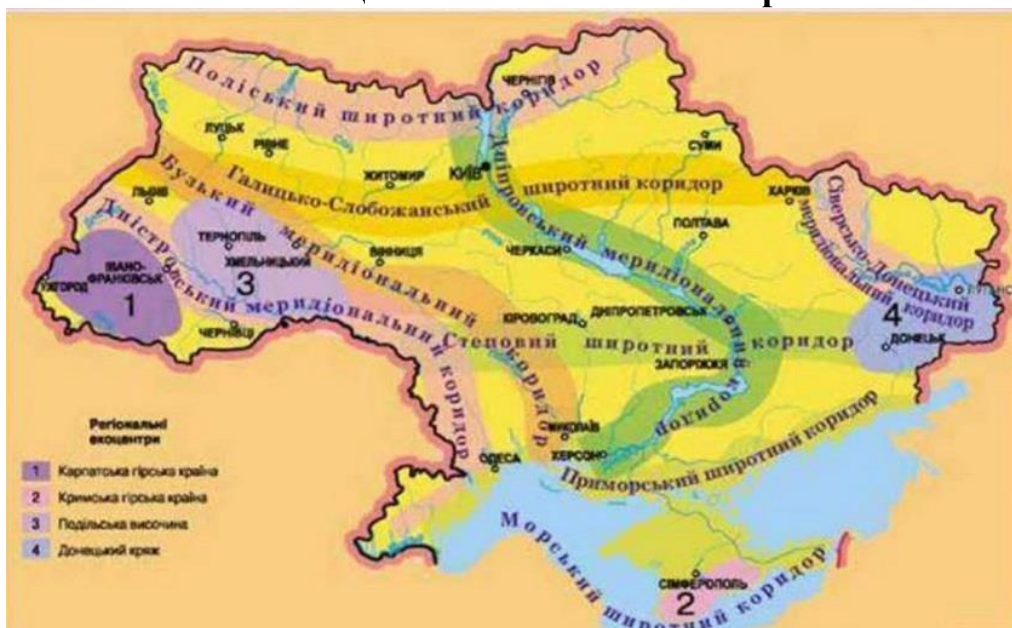 Поліський широтний коридор
ЧЕРНІГІВ
ЛУЦЬК
РІВНЕ
СУМИ
КИЇВ
ЖИТОМИР
Галицько-Слобожанський широтний коридор
ХАРКІВ
ЛЬВІВ
Бузький меридіональний коридор
Дніпровський меридіональний коридор
Сіверсько-Донецький меридіональний коридор
Дністровський меридіональний коридор
ПОЛТАВА
ТЕРНОПІЛЬ
ХМЕЛЬНИЦЬКИЙ
ВІННИЦЯ
ЧЕРКАСИ
ІВАНО-
ФРАНКІВСЬК
УЖГОРОД
1
3
4
ЧЕРНІВЦІ
КІРОВОГРАД
ДНІПРОПЕТРОВСЬК
Степовий широтний коридор
ДОНЕЦЬК
ЗАПОРІЖЖЯ
МИКОЛАЇВ
ХЕРСОН
ОДЕСА
Приморський широтний коридор
Морський широтний коридор
СІМФЕРОПОЛЬ
2
Регіональні
екоцентри
1 Карпатська гірська країна
2 Кримська гірська країна
3 Подільська височина
4 Донецький кряж